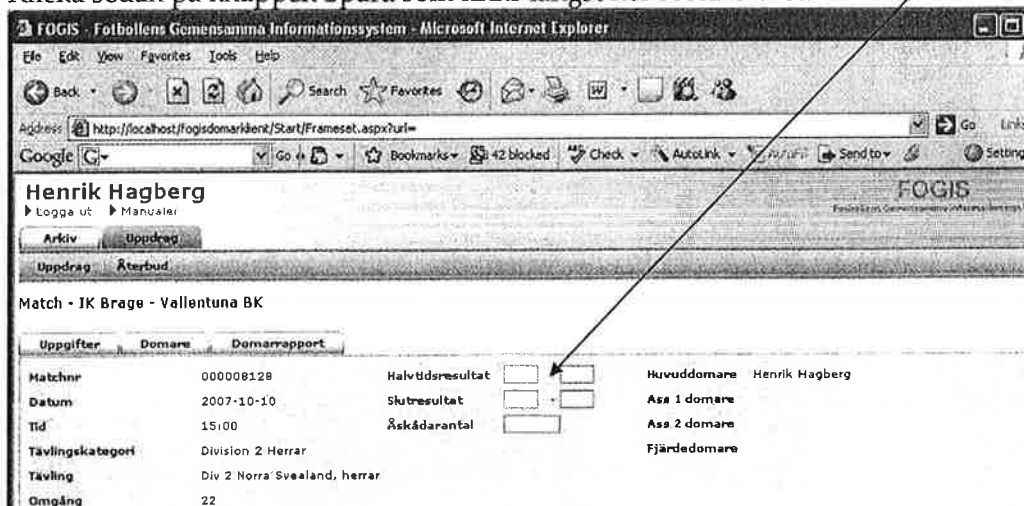 FOGIS - Fotbollens Gemensamma Informationssystem - Microsoft Internet Explorer
File Edit View Favorites Tools Help
Back Search Favorites
Address http://localhost/fogisdomarklient/Start/Frameset.aspx?url=
Go Links
Google G Go Bookmarks 42 blocked Check AutoLink Send to Settings
Henrik Hagberg
FOGIS
Logga ut Manualer
Arkiv Uppdrag
Uppdrag Återbud
Match - IK Brage - Vallentuna BK
Uppgifter Domare Domarrapport
Matchnr 000008128 Halvtidsresultat - Huvuddomare Henrik Hagberg
Datum 2007-10-10 Slutresultat - Ass 1 domare
Tid 15:00 Åskådarantal Ass 2 domare
Tävlingskategori Division 2 Herrar Fjärdedomare
Tävling Div 2 Norra Svealand, herrar
Omgång 22